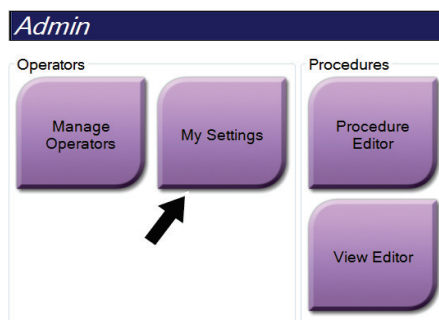 Admin
Operators
Manage
Operators
My Settings
Procedures
Procedure
Editor
View Editor